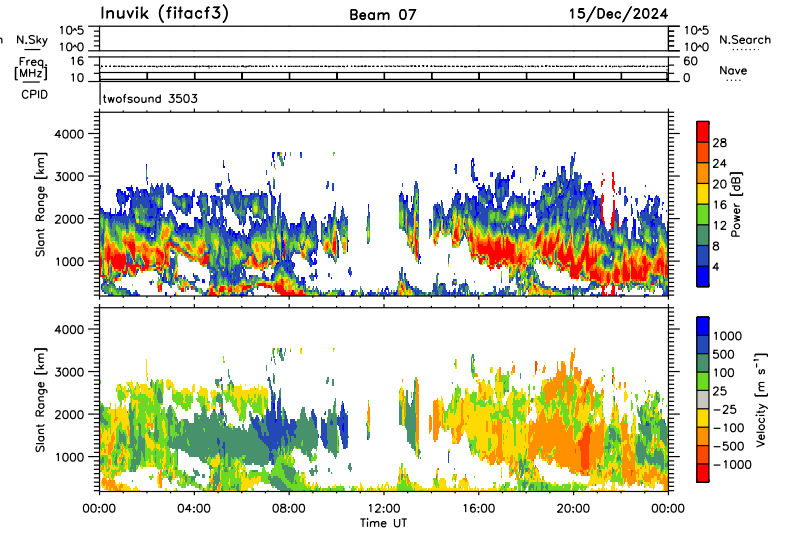 Inuvik (fitacf3) Beam 07 15/Dec/2024
n N.Sky 10^5 10^5 N.Search
10^0 10^0
Freq. 16 60 Nave
[MHz] 10 0
CPID
twofsound 3503
4000
3000
2000
1000
Slant Range [km]
28
24
20
16
12
8
4
Power [dB]
4000
3000
2000
1000
Slant Range [km]
1000
500
100
25
-25
-100
-500
-1000
Velocity [m s^-1]
00:00 04:00 08:00 12:00 16:00 20:00 00:00
Time UT